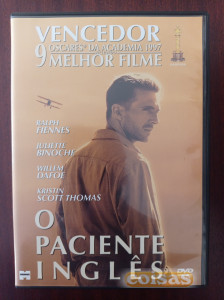 VENCEDOR
9 OSCARES DA ACADEMIA 1997
MELHOR FILME
RALPH
FIENNES
JULIETTE
BINOCHE
WILLEM
DAFOE
KRISTIN
SCOTT THOMAS
O
PACIENTE
INGLÊS
coisas
DVD